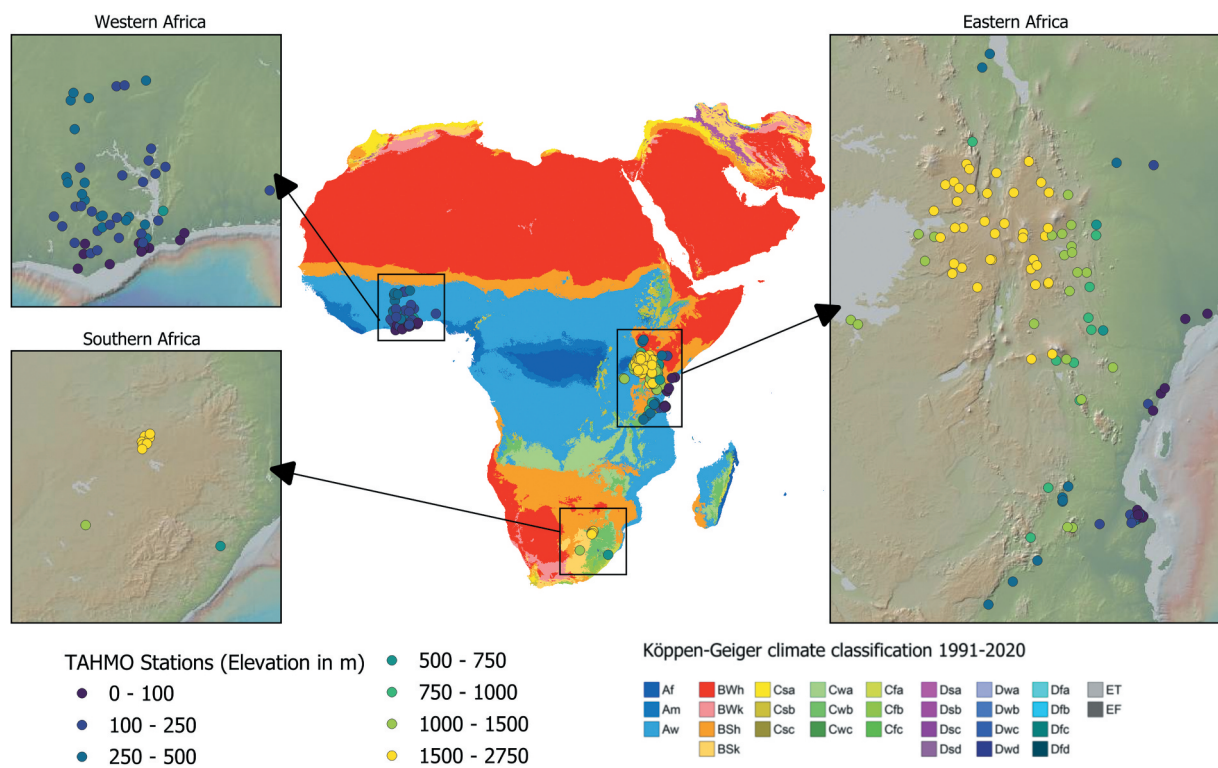 Western Africa
Eastern Africa
Southern Africa
TAHMO Stations (Elevation in m)
0 - 100
100 - 250
250 - 500
500 - 750
750 - 1000
1000 - 1500
1500 - 2750
Köppen-Geiger climate classification 1991-2020
Af BWh Csa Cwa Cfa Dsa Dwa Dfa ET
Am BWk Csb Cwb Cfb Dsb Dwb Dfb EF
Aw BSh Csc Cwc Cfc Dsc Dwc Dfc
BSk Dsd Dwd Dfd